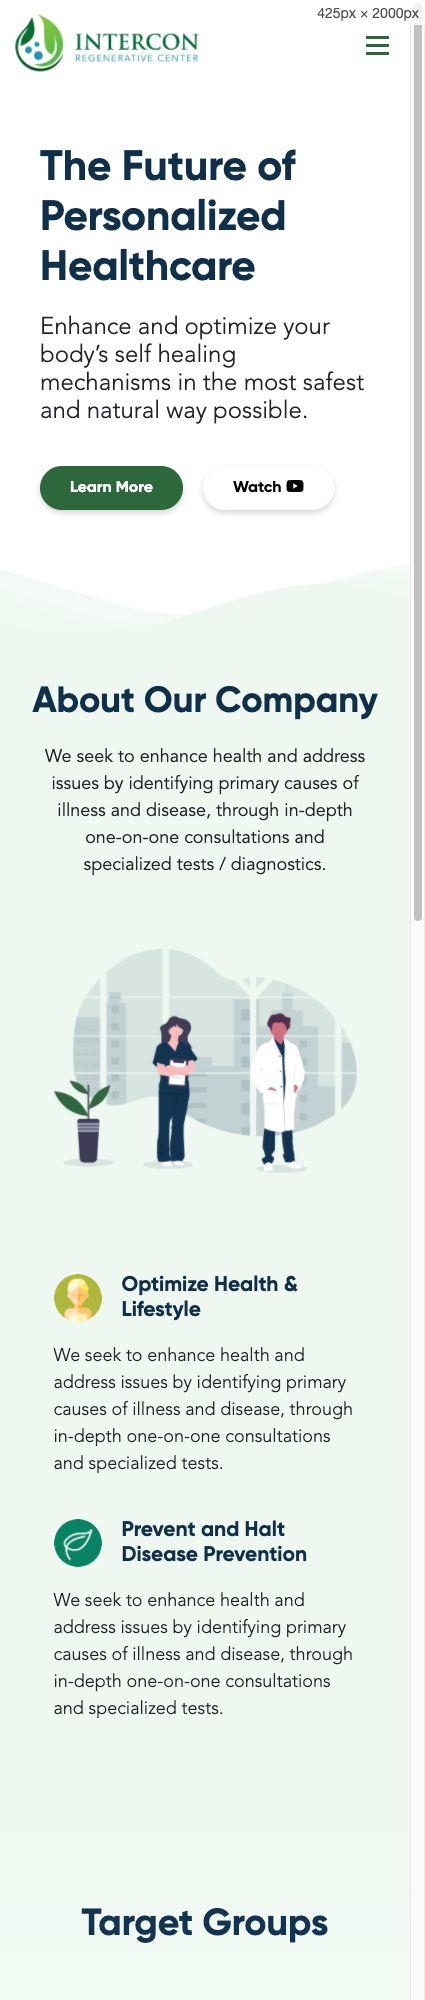 425px × 2000px
INTERCON
REGENERATIVE CENTER
The Future of
Personalized
Healthcare
Enhance and optimize your
body’s self healing
mechanisms in the most safest
and natural way possible.
Learn More
Watch
About Our Company
We seek to enhance health and address
issues by identifying primary causes of
illness and disease, through in-depth
one-on-one consultations and
specialized tests / diagnostics.
Optimize Health &
Lifestyle
We seek to enhance health and
address issues by identifying primary
causes of illness and disease, through
in-depth one-on-one consultations
and specialized tests.
Prevent and Halt
Disease Prevention
We seek to enhance health and
address issues by identifying primary
causes of illness and disease, through
in-depth one-on-one consultations
and specialized tests.
Target Groups